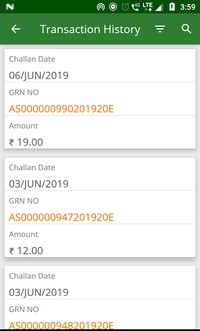 LTE
3:59
Transaction History
Challan Date
06/JUN/2019
GRN NO
AS000000990201920E
Amount
₹ 19.00
Challan Date
03/JUN/2019
GRN NO
AS000000947201920E
Amount
₹ 12.00
Challan Date
03/JUN/2019
GRN NO
AS000000948201920E